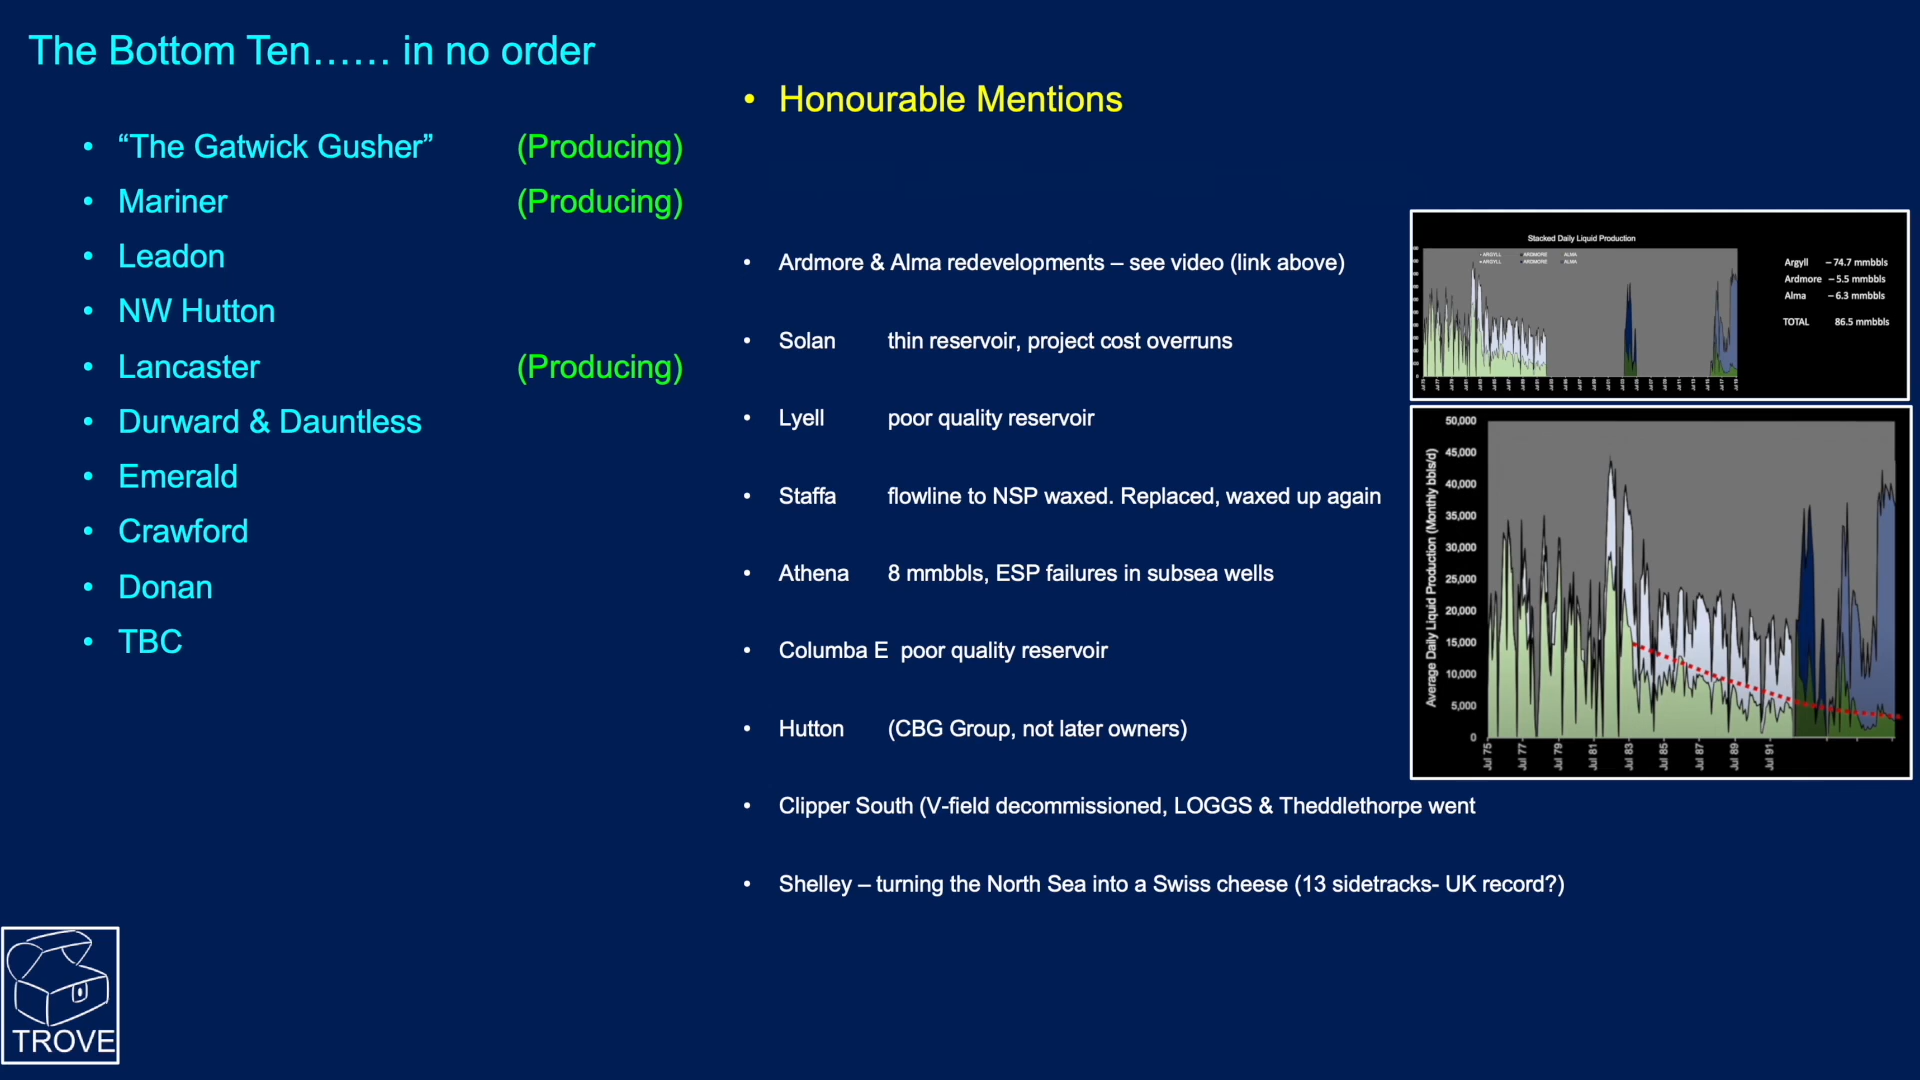 The Bottom Ten…… in no order
• “The Gatwick Gusher” (Producing)
• Mariner (Producing)
• Leadon
• NW Hutton
• Lancaster (Producing)
• Durward & Dauntless
• Emerald
• Crawford
• Donan
• TBC
• Honourable Mentions
• Ardmore & Alma redevelopments – see video (link above)
• Solan thin reservoir, project cost overruns
• Lyell poor quality reservoir
• Staffa flowline to NSP waxed. Replaced, waxed up again
• Athena 8 mmbbls, ESP failures in subsea wells
• Columba E poor quality reservoir
• Hutton (CBG Group, not later owners)
• Clipper South (V-field decommissioned, LOGGS & Theddlethorpe went
• Shelley – turning the North Sea into a Swiss cheese (13 sidetracks- UK record?)
Stacked Daily Liquid Production
ARGYLL ARDMORE ALMA
ARGYLL ARDMORE ALMA
Argyll – 74.7 mmbbls
Ardmore – 5.5 mmbbls
Alma – 6.3 mmbbls
TOTAL 86.5 mmbbls
Average Daily Liquid Production (Monthly bbls/d)
50,000
45,000
40,000
35,000
30,000
25,000
20,000
15,000
10,000
5,000
0
Jul 75
Jul 77
Jul 79
Jul 81
Jul 83
Jul 85
Jul 87
Jul 89
Jul 91
TROVE